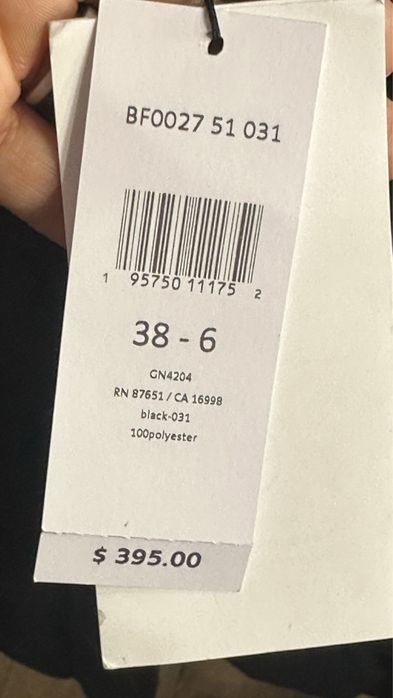 BF0027 51 031
1 95750 11175 2
38 - 6
GN4204
RN 87651 / CA 16998
black-031
100polyester
$ 395.00